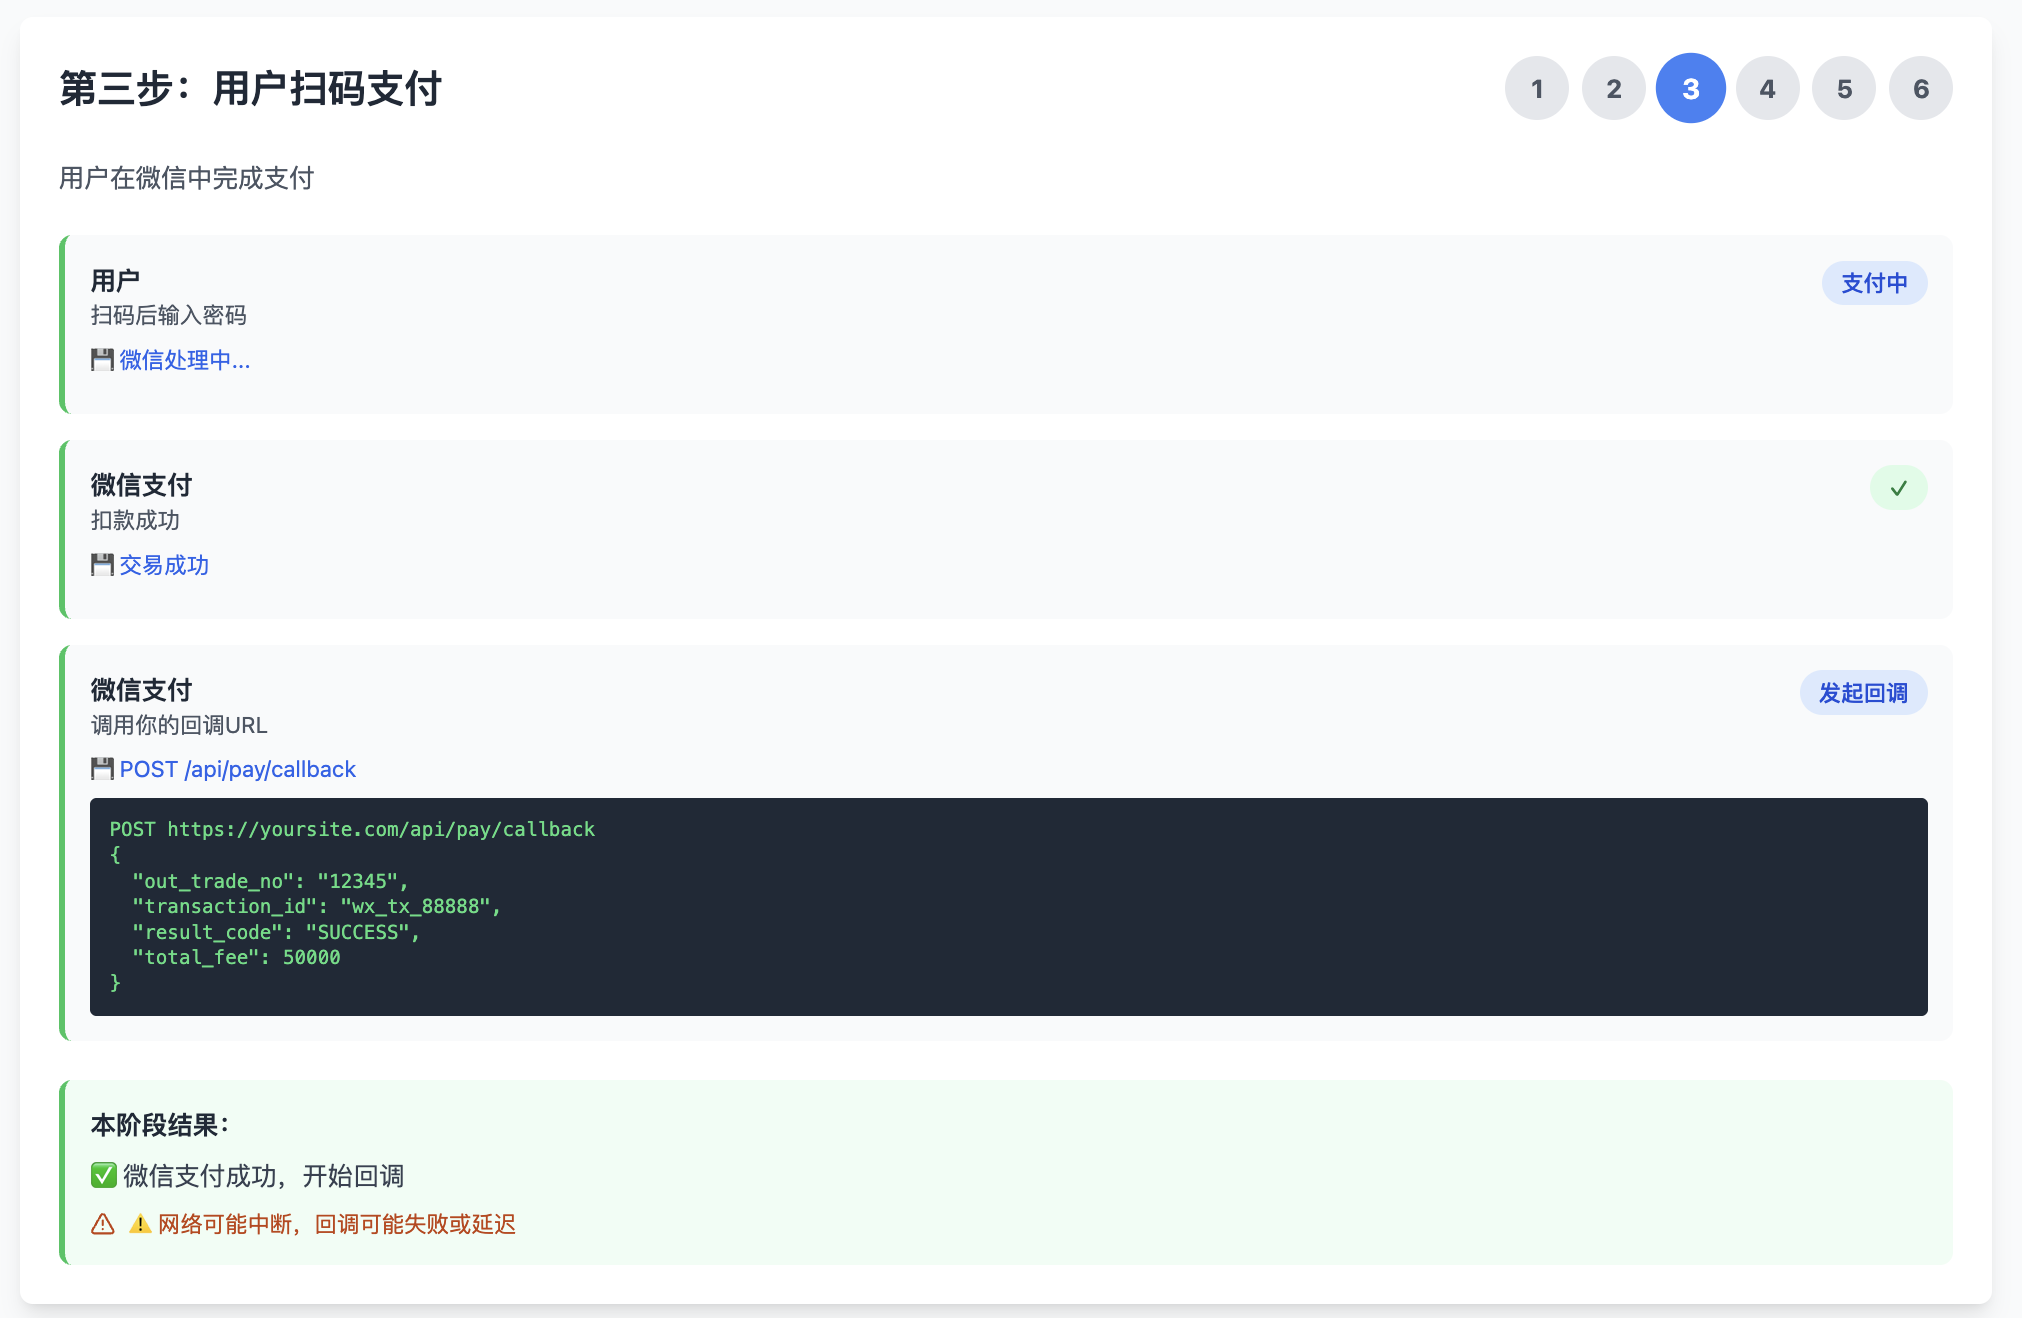 第三步：用户扫码支付
1 2 3 4 5 6
用户在微信中完成支付
用户
支付中
扫码后输入密码
💾 微信处理中...
微信支付
✓
扣款成功
💾 交易成功
微信支付
发起回调
调用你的回调URL
💾 POST /api/pay/callback
POST https://yoursite.com/api/pay/callback
{
  "out_trade_no": "12345",
  "transaction_id": "wx_tx_88888",
  "result_code": "SUCCESS",
  "total_fee": 50000
}
本阶段结果：
✅ 微信支付成功，开始回调
⚠ ⚠️ 网络可能中断，回调可能失败或延迟